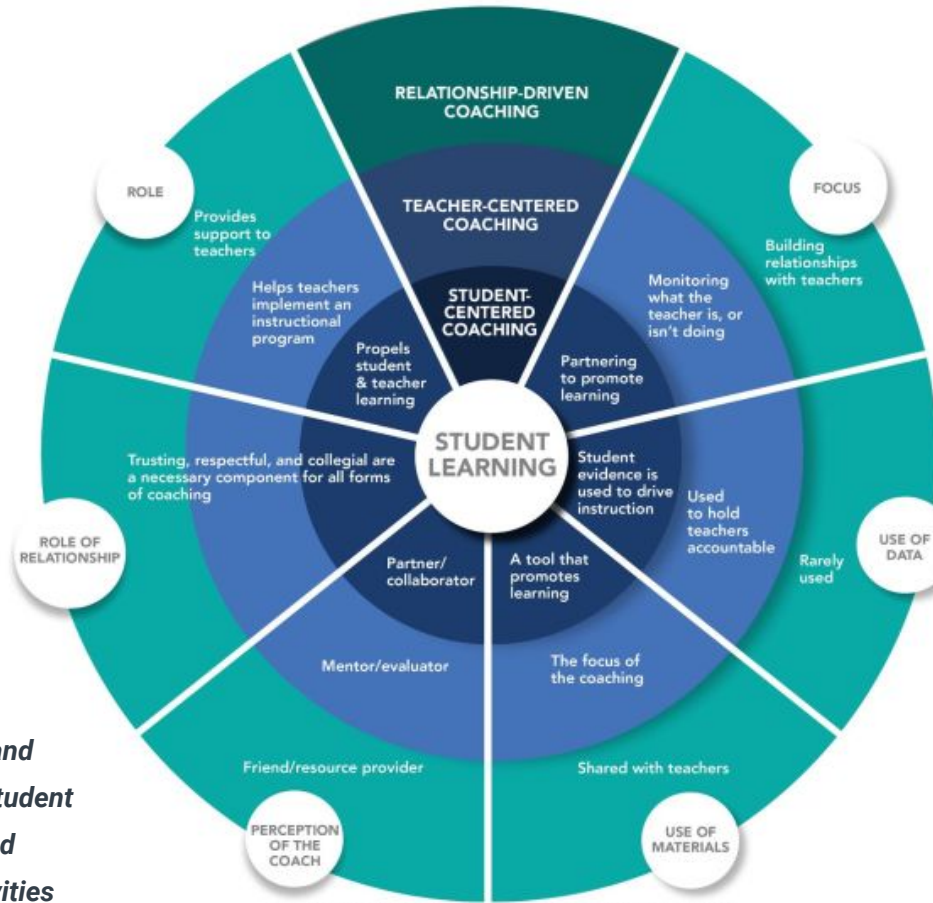 RELATIONSHIP-DRIVEN
COACHING
TEACHER-CENTERED
COACHING
STUDENT-
CENTERED
COACHING
STUDENT
LEARNING
FOCUS
Building
relationships
with teachers
Monitoring
what the
teacher is, or
isn't doing
Partnering
to promote
learning
USE OF
DATA
Rarely
used
Used
to hold
teachers
accountable
Student
evidence is
used to drive
instruction
USE OF
MATERIALS
Shared with teachers
The focus of
the coaching
A tool that
promotes
learning
PERCEPTION
OF THE
COACH
Friend/resource provider
Mentor/evaluator
Partner/
collaborator
ROLE OF
RELATIONSHIP
Trusting, respectful, and collegial are
a necessary component for all forms
of coaching
ROLE
Provides
support to
teachers
Helps teachers
implement an
instructional
program
Propels
student
& teacher
learning
and
tudent
d
vities